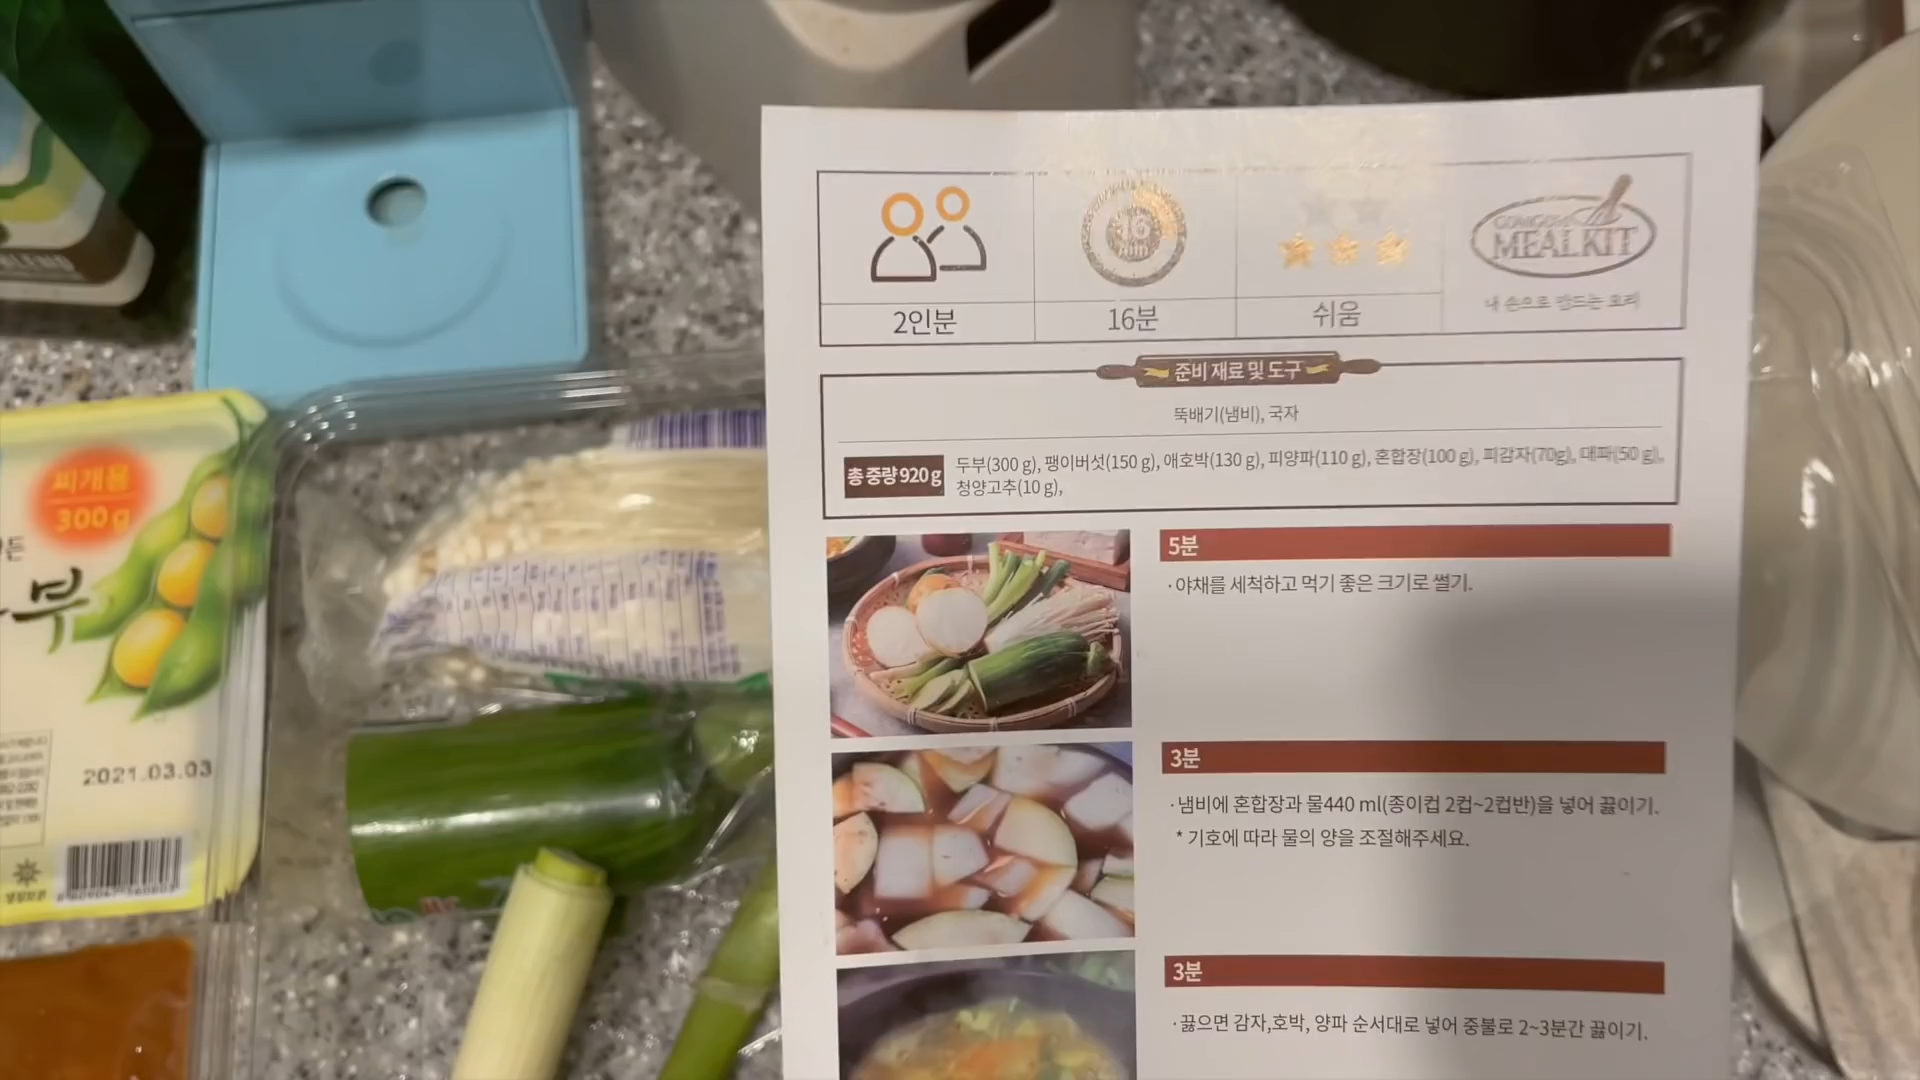 MEAL KIT
내 손으로 만드는 요리
2인분
16분
쉬움
준비 재료 및 도구
뚝배기(냄비), 국자
총 중량 920 g
두부(300 g), 팽이버섯(150 g), 애호박(130 g), 피양파(110 g), 혼합장(100 g), 피감자(70g), 대파(50 g),
청양고추(10 g),
5분
· 야채를 세척하고 먹기 좋은 크기로 썰기.
3분
· 냄비에 혼합장과 물440 ml(종이컵 2컵~2컵반)을 넣어 끓이기.
* 기호에 따라 물의 양을 조절해주세요.
3분
· 끓으면 감자,호박, 양파 순서대로 넣어 중불로 2~3분간 끓이기.
찌개용
300 g
부
2021.03.03